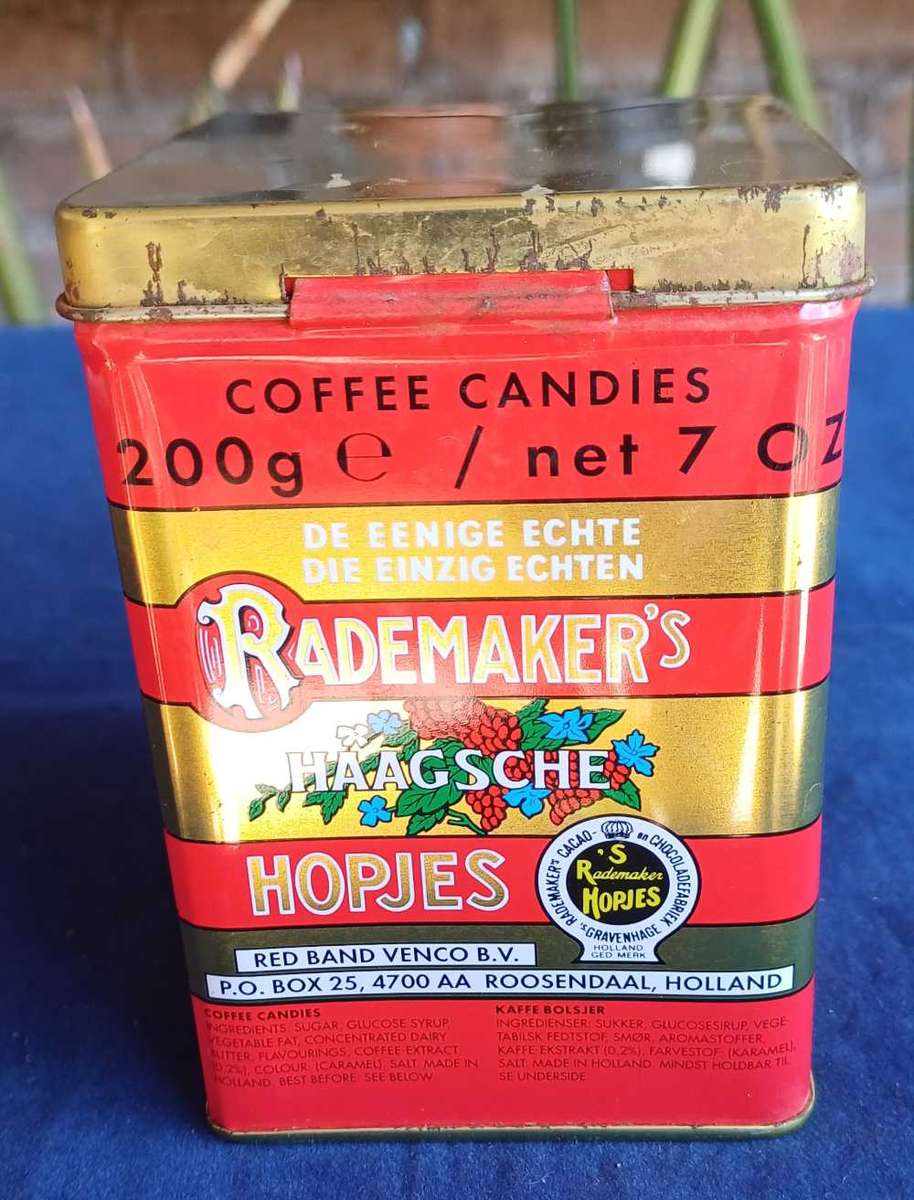 COFFEE CANDIES
200g ℮ / net 7 OZ
DE EENIGE ECHTE
DIE EINZIG ECHTEN
RADEMAKER'S
HAAGSCHE
HOPJES
RADEMAKER'S CACAO- en CHOCOLADEFABRIEK
'S
Rademaker
HOPJES
'sGRAVENHAGE
HOLLAND
GED MERK
RED BAND VENCO B.V.
P.O. BOX 25, 4700 AA ROOSENDAAL, HOLLAND
COFFEE CANDIES
INGREDIENTS: SUGAR, GLUCOSE SYRUP,
VEGETABLE FAT, CONCENTRATED DAIRY
BUTTER, FLAVOURINGS, COFFEE EXTRACT
(0,2%), COLOUR (CARAMEL), SALT. MADE IN
HOLLAND. BEST BEFORE: SEE BELOW
KAFFE BOLSJER
INGREDIENSER: SUKKER, GLUCOSESIRUP, VEGE-
TABILSK FEDTSTOF, SMØR, AROMASTOFFER,
KAFFE-EKSTRAKT (0,2%), FARVESTOF (KARAMEL),
SALT. MADE IN HOLLAND. MINDST HOLDBAR TIL:
SE UNDERSIDE